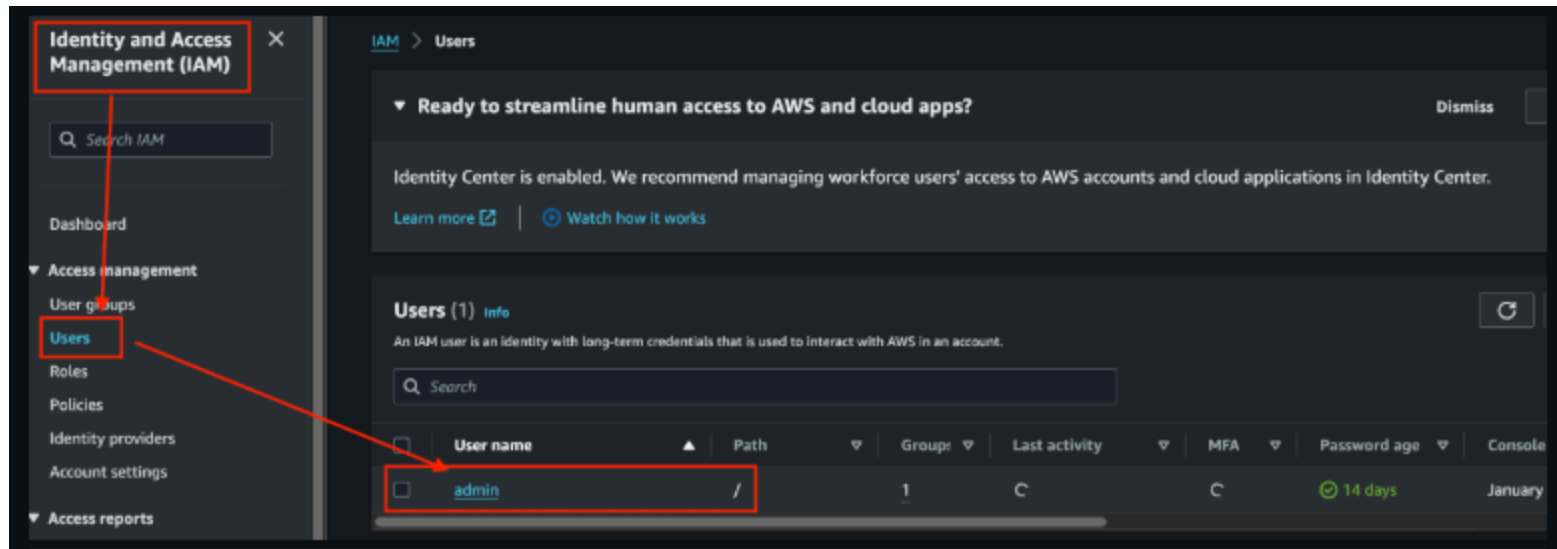 Identity and Access
Management (IAM)
Search IAM
Dashboard
Access management
User groups
Users
Roles
Policies
Identity providers
Account settings
Access reports
IAM > Users
Ready to streamline human access to AWS and cloud apps?
Dismiss
Identity Center is enabled. We recommend managing workforce users' access to AWS accounts and cloud applications in Identity Center.
Learn more
Watch how it works
Users (1) Info
An IAM user is an identity with long-term credentials that is used to interact with AWS in an account.
Search
User name Path Group: Last activity MFA Password age Console
admin / 1 14 days January